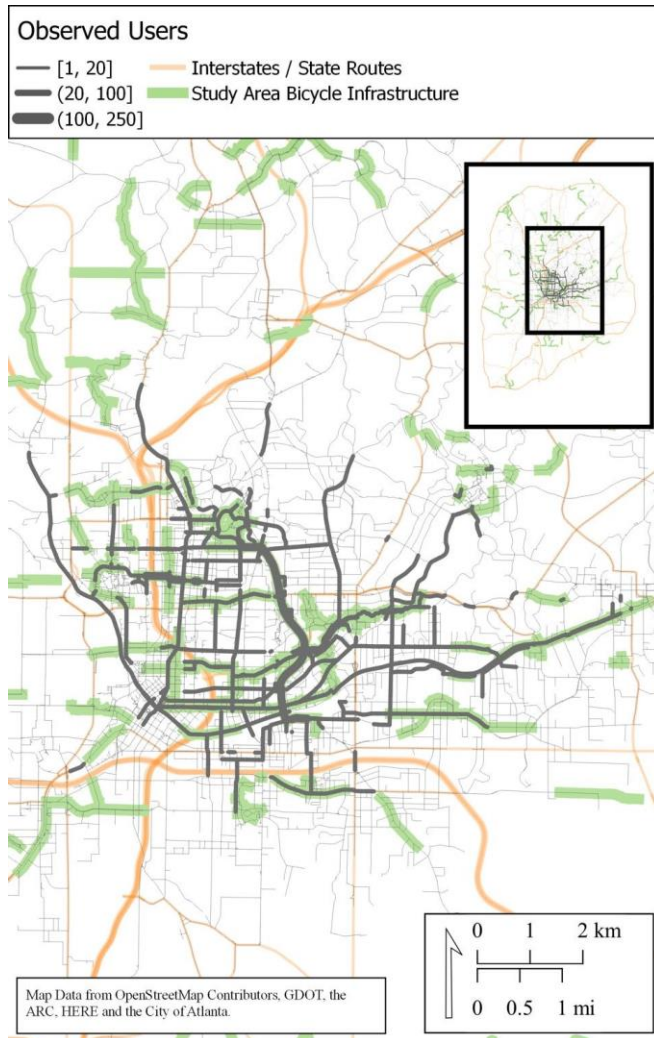 Observed Users
[1, 20] Interstates / State Routes
(20, 100] Study Area Bicycle Infrastructure
(100, 250]
0 1 2 km
0 0.5 1 mi
Map Data from OpenStreetMap Contributors, GDOT, the
ARC, HERE and the City of Atlanta.